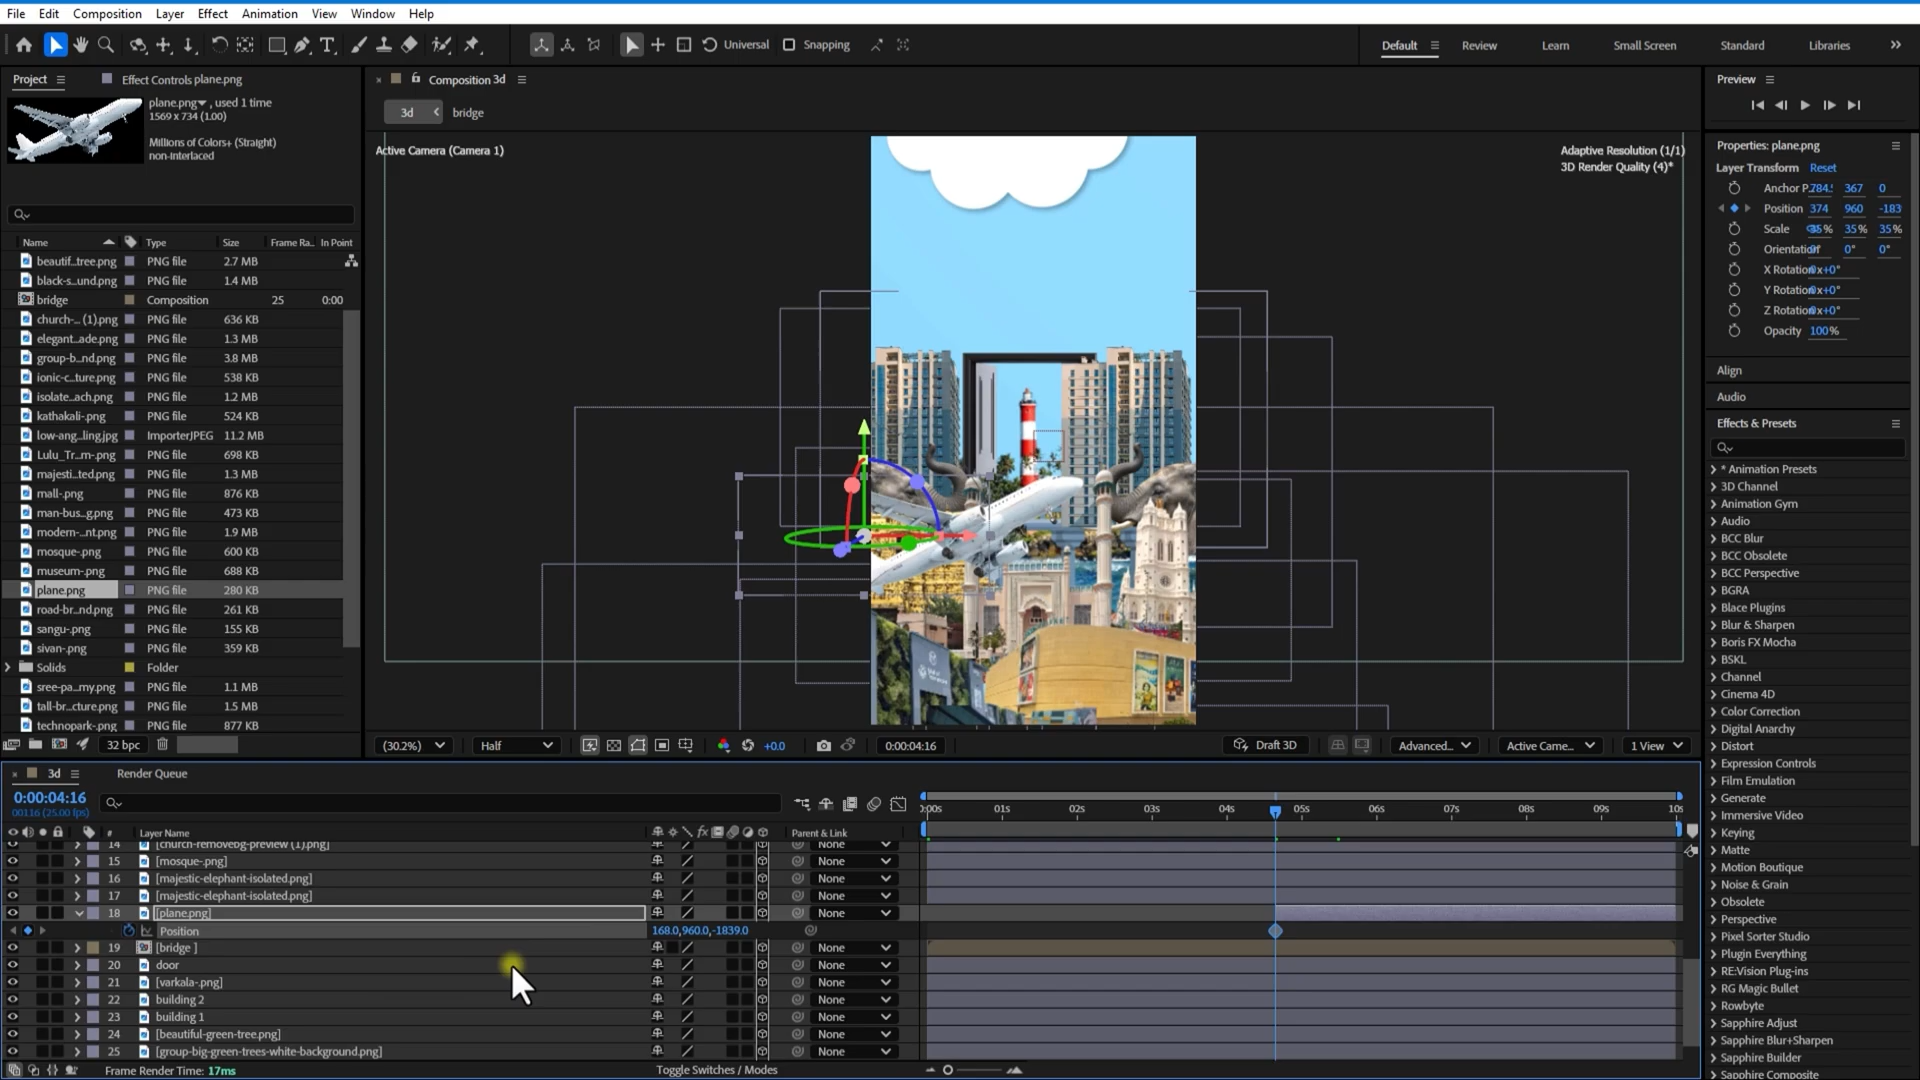 File Edit Composition Layer Effect Animation View Window Help
Universal Snapping Default Review Learn Small Screen Standard Libraries
Project Effect Controls plane.png
plane.png , used 1 time
1569 x 734 (1.00)
Millions of Colors+ (Straight)
non-interlaced
Name Type Size Frame Ra.. In Point
beautif...tree.png PNG file 2.7 MB
black-s...und.png PNG file 1.4 MB
bridge Composition 25 0:00
church-... (1).png PNG file 636 KB
elegant...ade.png PNG file 1.3 MB
group-b...nd.png PNG file 3.8 MB
ionic-c...ture.png PNG file 538 KB
isolate...ach.png PNG file 1.2 MB
kathakali-.png PNG file 524 KB
low-ang...ling.jpg ImporterJPEG 11.2 MB
Lulu_Tr...m-.png PNG file 698 KB
majesti...ted.png PNG file 1.3 MB
mall-.png PNG file 876 KB
man-bus...g.png PNG file 473 KB
modern-...nt.png PNG file 1.9 MB
mosque-.png PNG file 600 KB
museum-.png PNG file 688 KB
plane.png PNG file 280 KB
road-br...nd.png PNG file 261 KB
sangu-.png PNG file 155 KB
sivan-.png PNG file 359 KB
Solids Folder
sree-pa...my.png PNG file 1.1 MB
tall-br...cture.png PNG file 1.5 MB
technopark-.png PNG file 877 KB
32 bpc
Composition 3d
3d bridge
Active Camera (Camera 1)
Adaptive Resolution (1/1)
3D Render Quality (4)*
(30.2%) Half +0.0 0:00:04:16 Draft 3D Advanced... Active Came... 1 View
Preview
Properties: plane.png
Layer Transform Reset
Anchor P. 784.5 367 0
Position 374 960 -183
Scale 35% 35% 35%
Orientation 0° 0° 0°
X Rotation 0x+0°
Y Rotation 0x+0°
Z Rotation 0x+0°
Opacity 100%
Align
Audio
Effects & Presets
* Animation Presets
3D Channel
Animation Gym
Audio
BCC Blur
BCC Obsolete
BCC Perspective
BGRA
Blace Plugins
Blur & Sharpen
Boris FX Mocha
BSKL
Channel
Cinema 4D
Color Correction
Digital Anarchy
Distort
Expression Controls
Film Emulation
Generate
Immersive Video
Keying
Matte
Motion Boutique
Noise & Grain
Obsolete
Perspective
Pixel Sorter Studio
Plugin Everything
RE:Vision Plug-ins
RG Magic Bullet
Rowbyte
Sapphire Adjust
Sapphire Blur+Sharpen
Sapphire Builder
Sapphire Composite
3d Render Queue
0:00:04:16
00116 (25.00 fps)
:00s 01s 02s 03s 04s 05s 06s 07s 08s 09s 10s
# Layer Name Parent & Link
14 [church-removebg-preview (1).png] None
15 [mosque-.png] None
16 [majestic-elephant-isolated.png] None
17 [majestic-elephant-isolated.png] None
18 [plane.png] None
Position 168.0,960.0,-1839.0
19 [bridge ] None
20 door None
21 [varkala-.png] None
22 building 2 None
23 building 1 None
24 [beautiful-green-tree.png] None
25 [group-big-green-trees-white-background.png] None
Frame Render Time: 17ms Toggle Switches / Modes